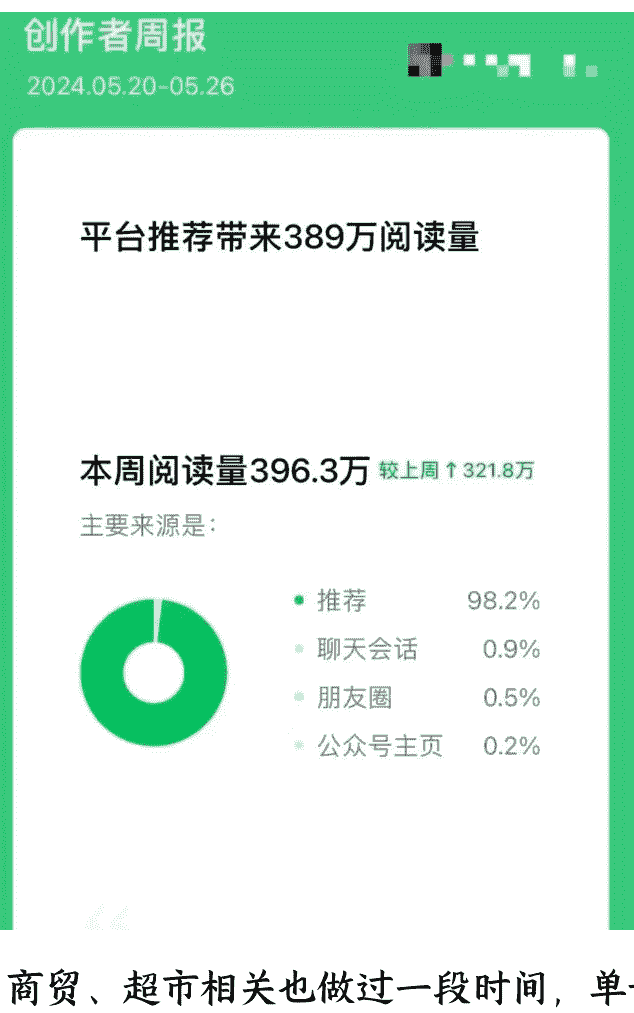 创作者周报
2024.05.20-05.26
平台推荐带来389万阅读量
本周阅读量396.3万 较上周↑321.8万
主要来源是：
推荐 98.2%
聊天会话 0.9%
朋友圈 0.5%
公众号主页 0.2%
商贸、超市相关也做过一段时间，单